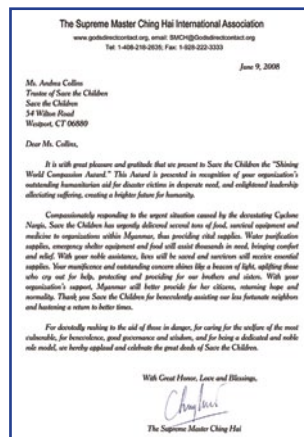 The Supreme Master Ching Hai International Association
www.godsdirectcontact.org, email: SMCH@Godsdirectcontact.org
Tel: 1-408-218-2635; Fax: 1-928-222-3333
June 9, 2008
Ms. Andrea Collins
Trustee of Save the Children
Save the Children
54 Wilton Road
Westport, CT 06880
Dear Ms. Collins,
It is with great pleasure and gratitude that we present to Save the Children the "Shining
World Compassion Award." This Award is presented in recognition of your organization's
outstanding humanitarian aid for disaster victims in desperate need, and enlightened leadership
alleviating suffering, creating a brighter future for humanity.
Compassionately responding to the urgent situation caused by the devastating Cyclone
Nargis, Save the Children has urgently delivered several tons of food, survival equipment and
medicine to organizations within Myanmar, thus providing vital supplies. Water purification
supplies, emergency shelter equipment and food will assist thousands in need, bringing comfort
and relief. With your noble assistance, lives will be saved and survivors will receive essential
supplies. Your munificence and outstanding concern shines like a beacon of light, uplifting those
who cry out for help, protecting and providing for our brothers and sisters. With your
organization's support, Myanmar will better provide for her citizens, returning hope and
normality. Thank you Save the Children for benevolently assisting our less fortunate neighbors
and hastening a return to better times.
For devotedly rushing to the aid of those in danger, for caring for the welfare of the most
vulnerable, for benevolence, good governance and wisdom, and for being a dedicated and noble
role model, we hereby applaud and celebrate the great deeds of Save the Children.
With Great Honor, Love and Blessings,
The Supreme Master Ching Hai